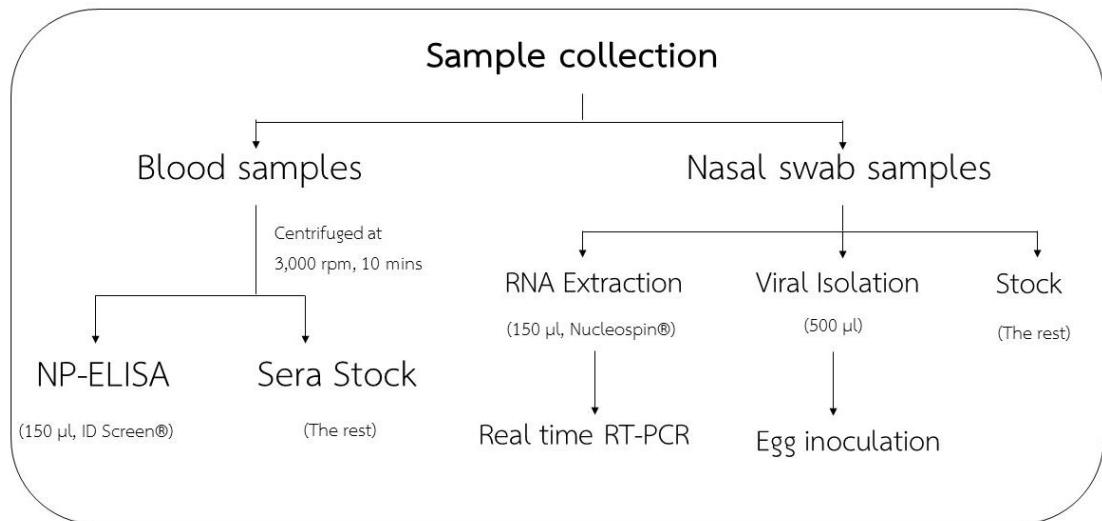 Sample collection
Blood samples
Nasal swab samples
Centrifuged at
3,000 rpm, 10 mins
RNA Extraction
(150 µl, Nucleospin®)
Viral Isolation
(500 µl)
Stock
(The rest)
NP-ELISA
(150 µl, ID Screen®)
Sera Stock
(The rest)
Real time RT-PCR
Egg inoculation